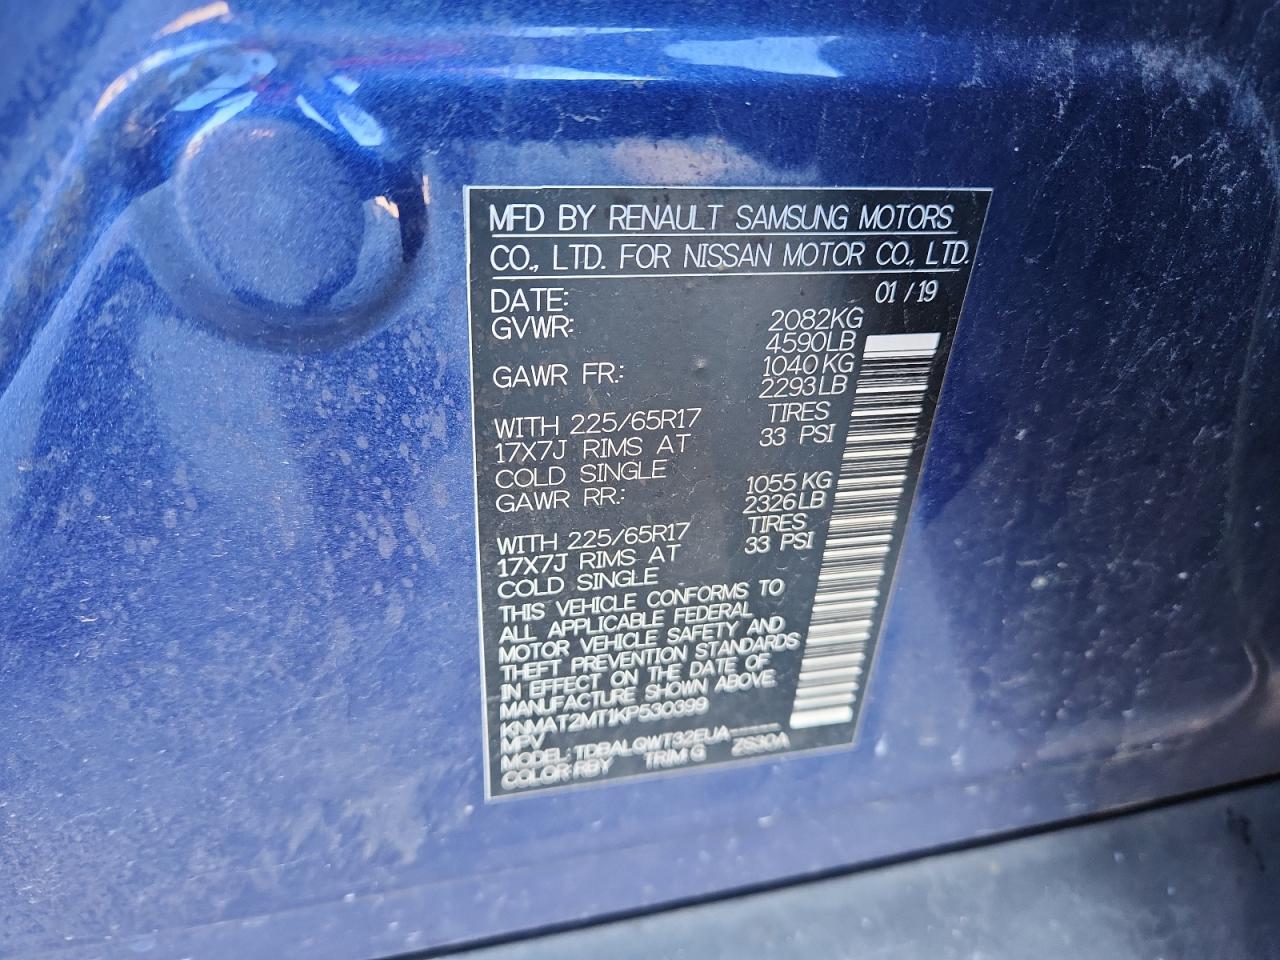 MFD BY RENAULT SAMSUNG MOTORS
CO., LTD. FOR NISSAN MOTOR CO., LTD.
DATE: 01 / 19
GVWR: 2082KG
4590LB
GAWR FR.: 1040KG
2293LB
WITH 225/65R17 TIRES
17X7J RIMS AT 33 PSI
COLD SINGLE
GAWR RR.: 1055KG
2326LB
WITH 225/65R17 TIRES
17X7J RIMS AT 33 PSI
COLD SINGLE
THIS VEHICLE CONFORMS TO
ALL APPLICABLE FEDERAL
MOTOR VEHICLE SAFETY AND
THEFT PREVENTION STANDARDS
IN EFFECT ON THE DATE OF
MANUFACTURE SHOWN ABOVE.
KNMAT2MT1KP530399
MPV
MODEL: TDBALQWT32EUA------
COLOR:RBY TRIM:G ZS30A